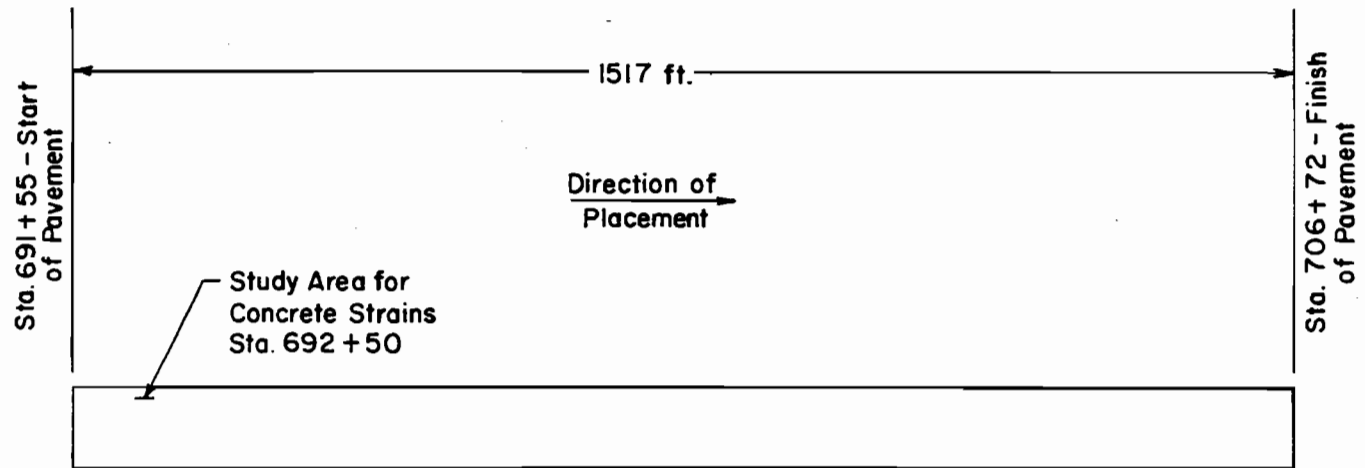 1517 ft.
Sta. 691+55 - Start
of Pavement
Direction of
Placement
Sta. 706+72 - Finish
of Pavement
Study Area for
Concrete Strains
Sta. 692+50